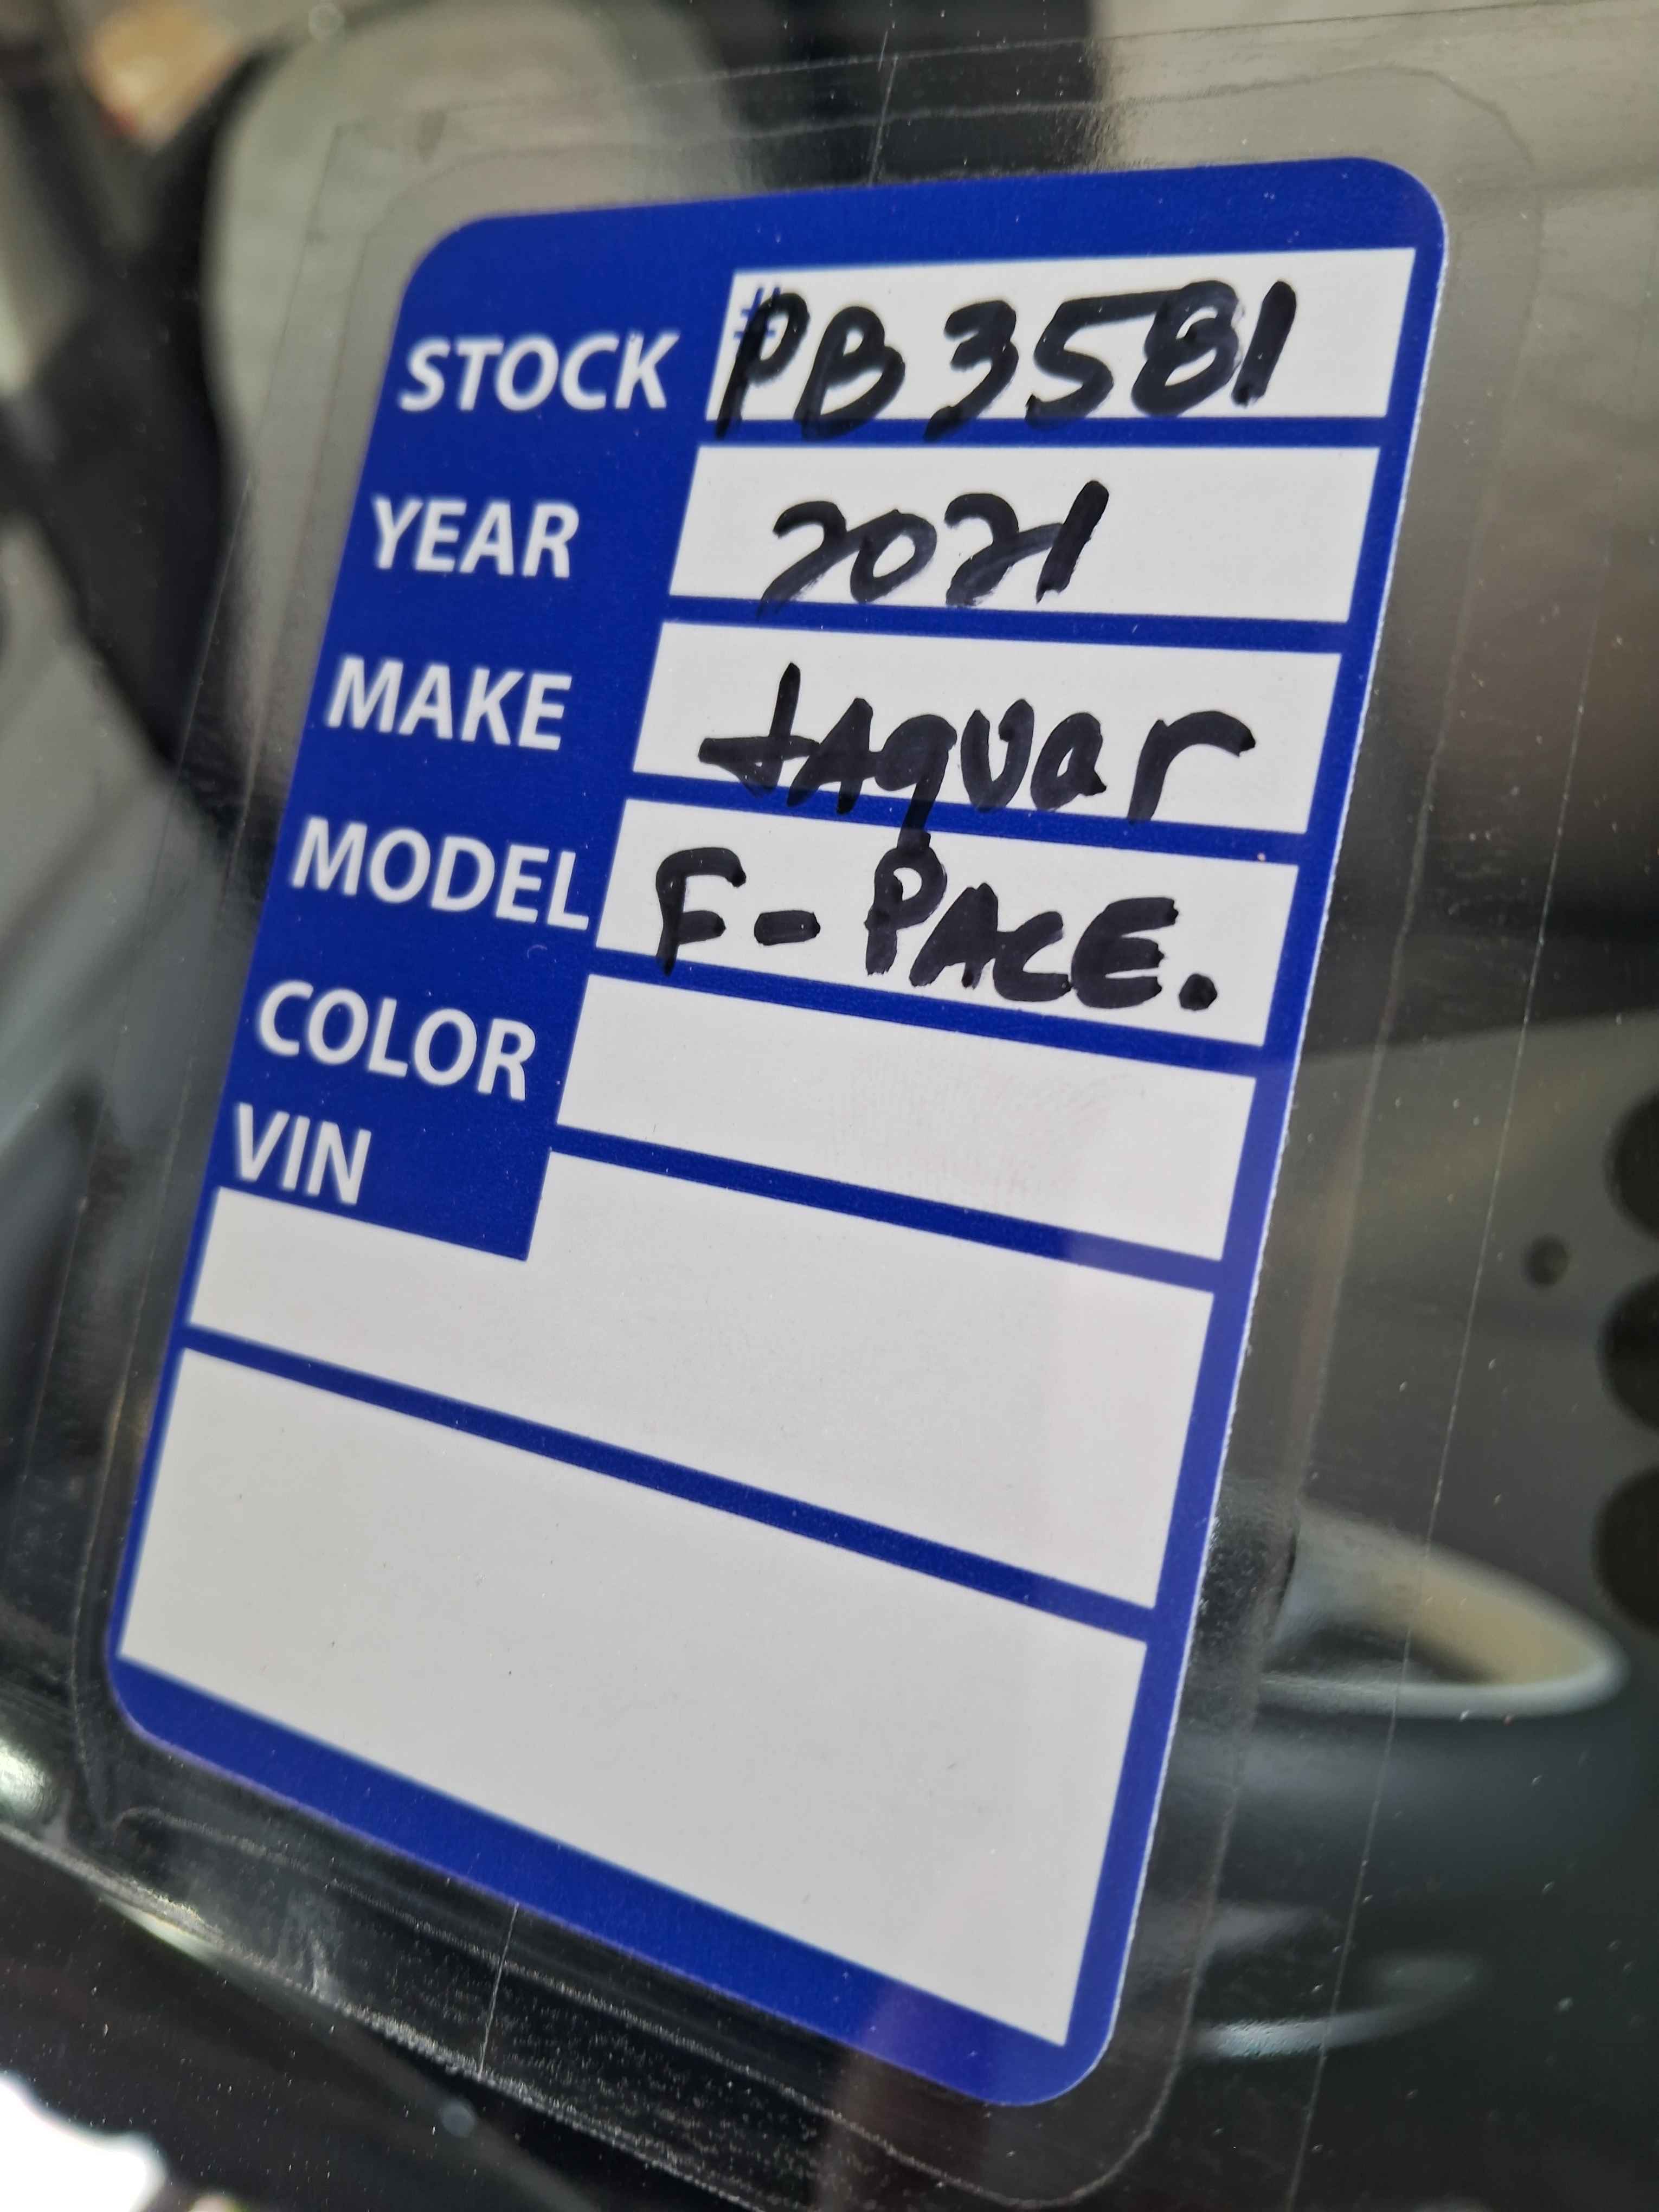 STOCK #PB3581
YEAR 2021
MAKE JAguar
MODEL F-PACE.
COLOR
VIN